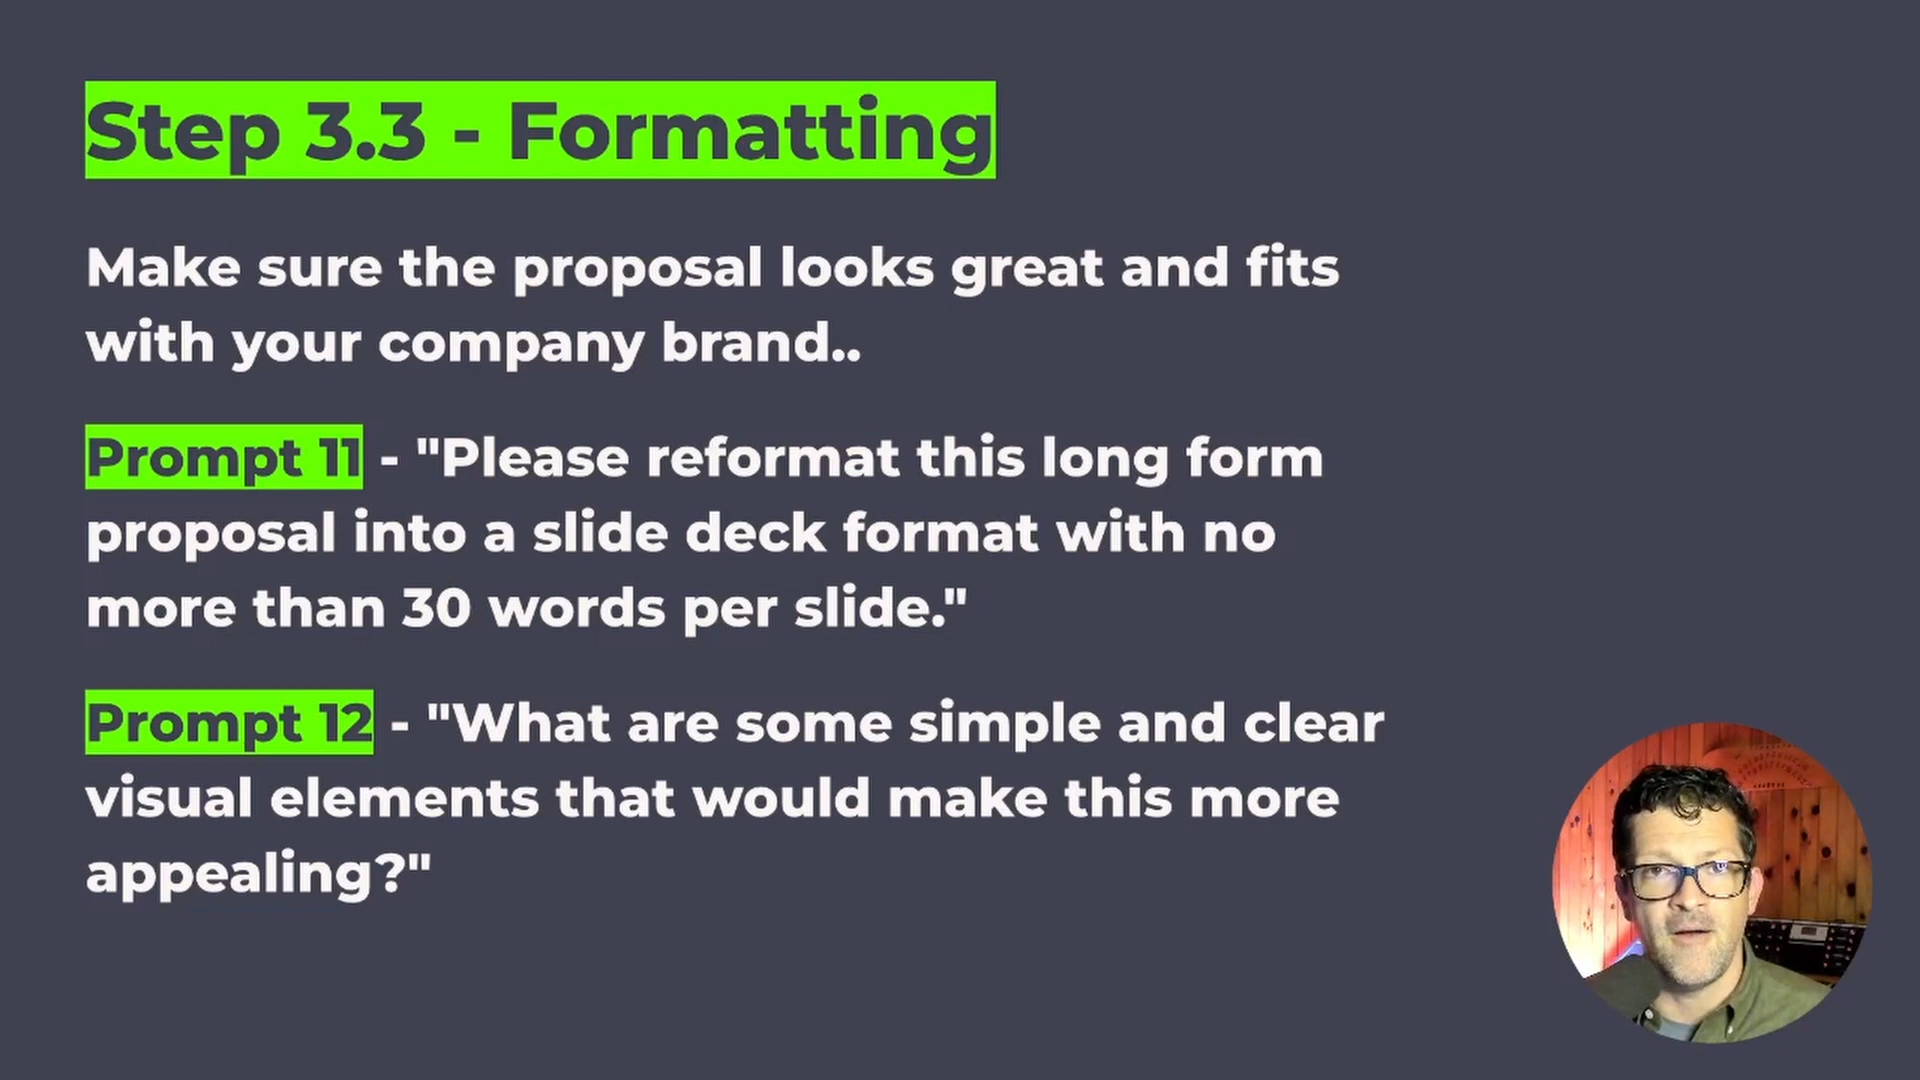 Step 3.3 - Formatting
Make sure the proposal looks great and fits
with your company brand..
Prompt 11 - "Please reformat this long form
proposal into a slide deck format with no
more than 30 words per slide."
Prompt 12 - "What are some simple and clear
visual elements that would make this more
appealing?"